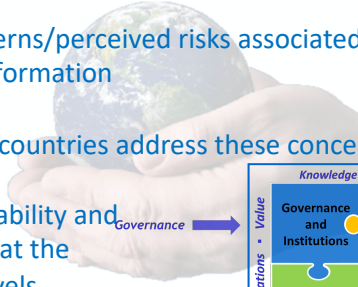 erns/perceived risks associated
formation
countries address these conce
ability and
at the
vels
Governance
Knowledge
ations • Value
Governance
and
Institutions